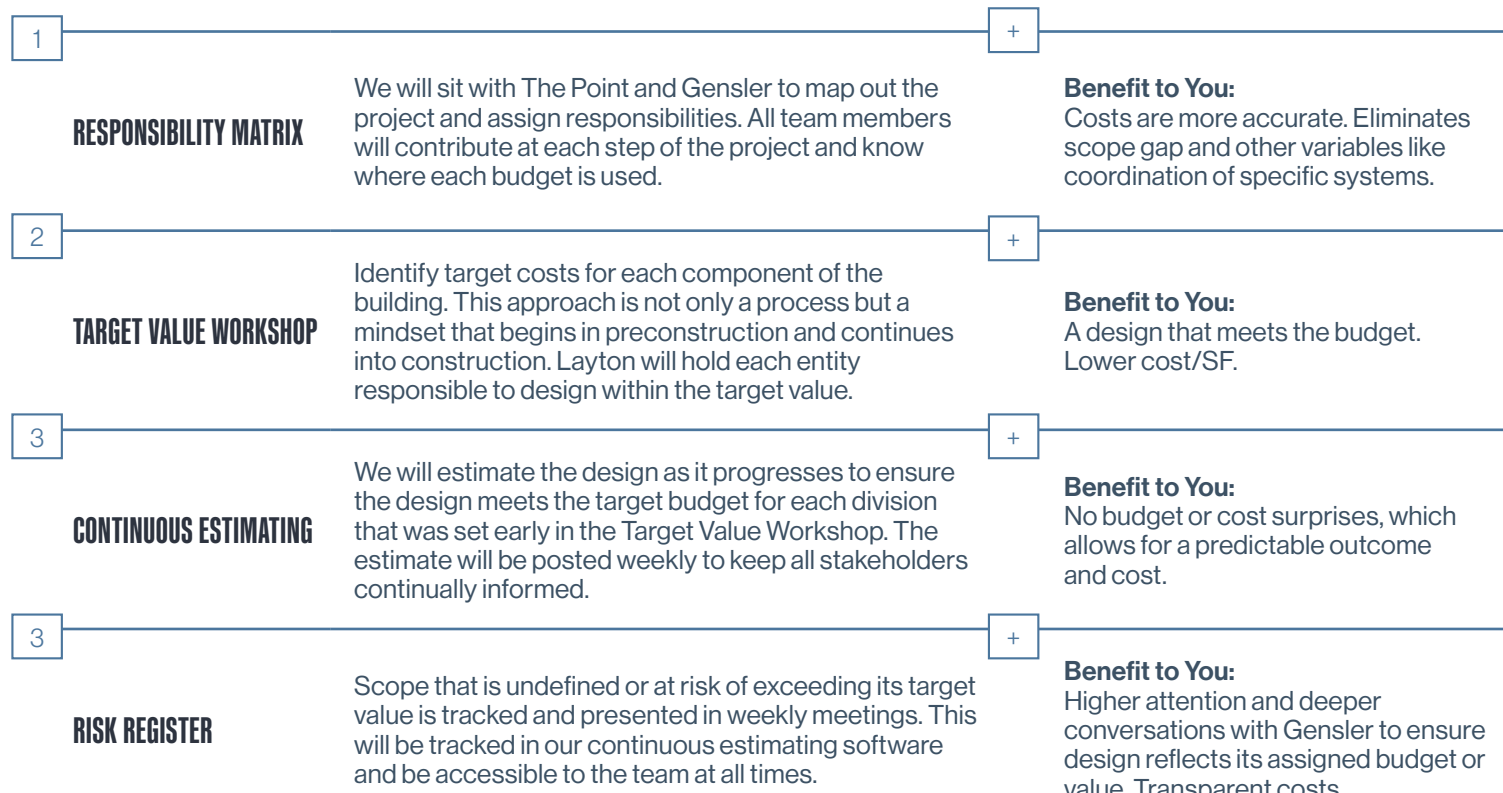 1
+
RESPONSIBILITY MATRIX
We will sit with The Point and Gensler to map out the
project and assign responsibilities. All team members
will contribute at each step of the project and know
where each budget is used.
Benefit to You:
Costs are more accurate. Eliminates
scope gap and other variables like
coordination of specific systems.
2
+
TARGET VALUE WORKSHOP
Identify target costs for each component of the
building. This approach is not only a process but a
mindset that begins in preconstruction and continues
into construction. Layton will hold each entity
responsible to design within the target value.
Benefit to You:
A design that meets the budget.
Lower cost/SF.
3
+
CONTINUOUS ESTIMATING
We will estimate the design as it progresses to ensure
the design meets the target budget for each division
that was set early in the Target Value Workshop. The
estimate will be posted weekly to keep all stakeholders
continually informed.
Benefit to You:
No budget or cost surprises, which
allows for a predictable outcome
and cost.
3
+
RISK REGISTER
Scope that is undefined or at risk of exceeding its target
value is tracked and presented in weekly meetings. This
will be tracked in our continuous estimating software
and be accessible to the team at all times.
Benefit to You:
Higher attention and deeper
conversations with Gensler to ensure
design reflects its assigned budget or
value. Transparent costs